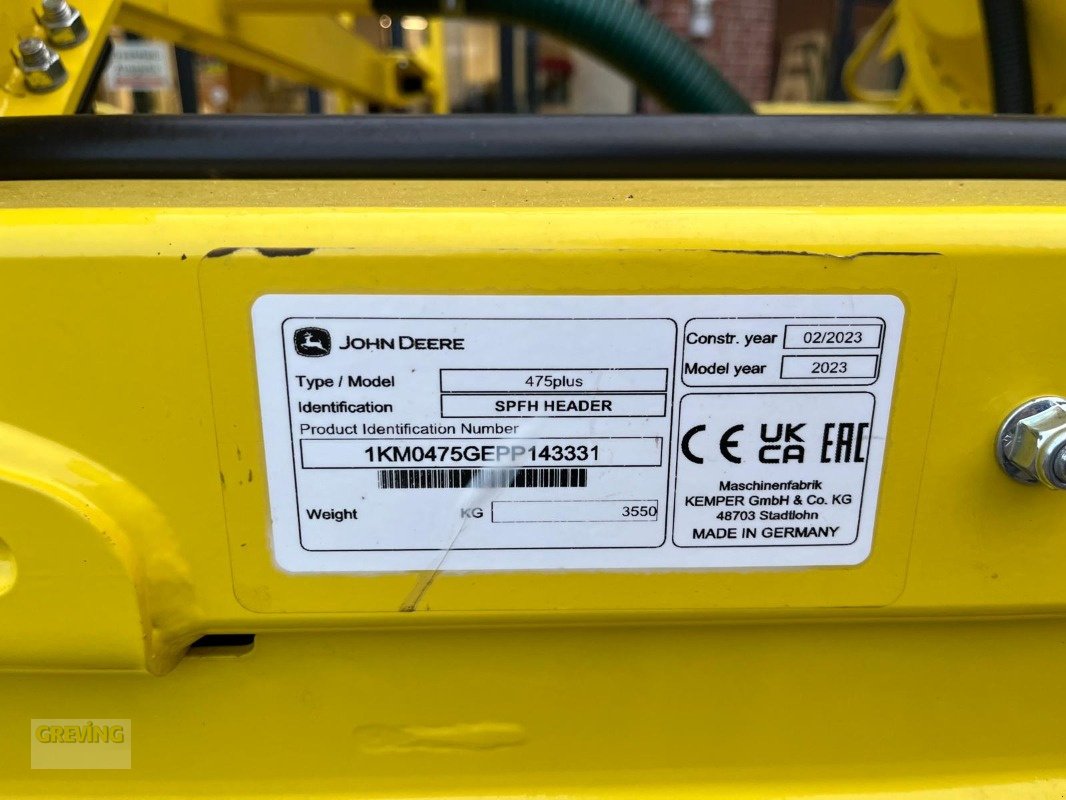 JOHN DEERE
Type / Model 475plus
Identification SPFH HEADER
Product Identification Number
1KM0475GEPP143331
Weight KG 3550
Constr. year 02/2023
Model year 2023
CE UK CA EAC
Maschinenfabrik
KEMPER GmbH & Co. KG
48703 Stadtlohn
MADE IN GERMANY
GREVING